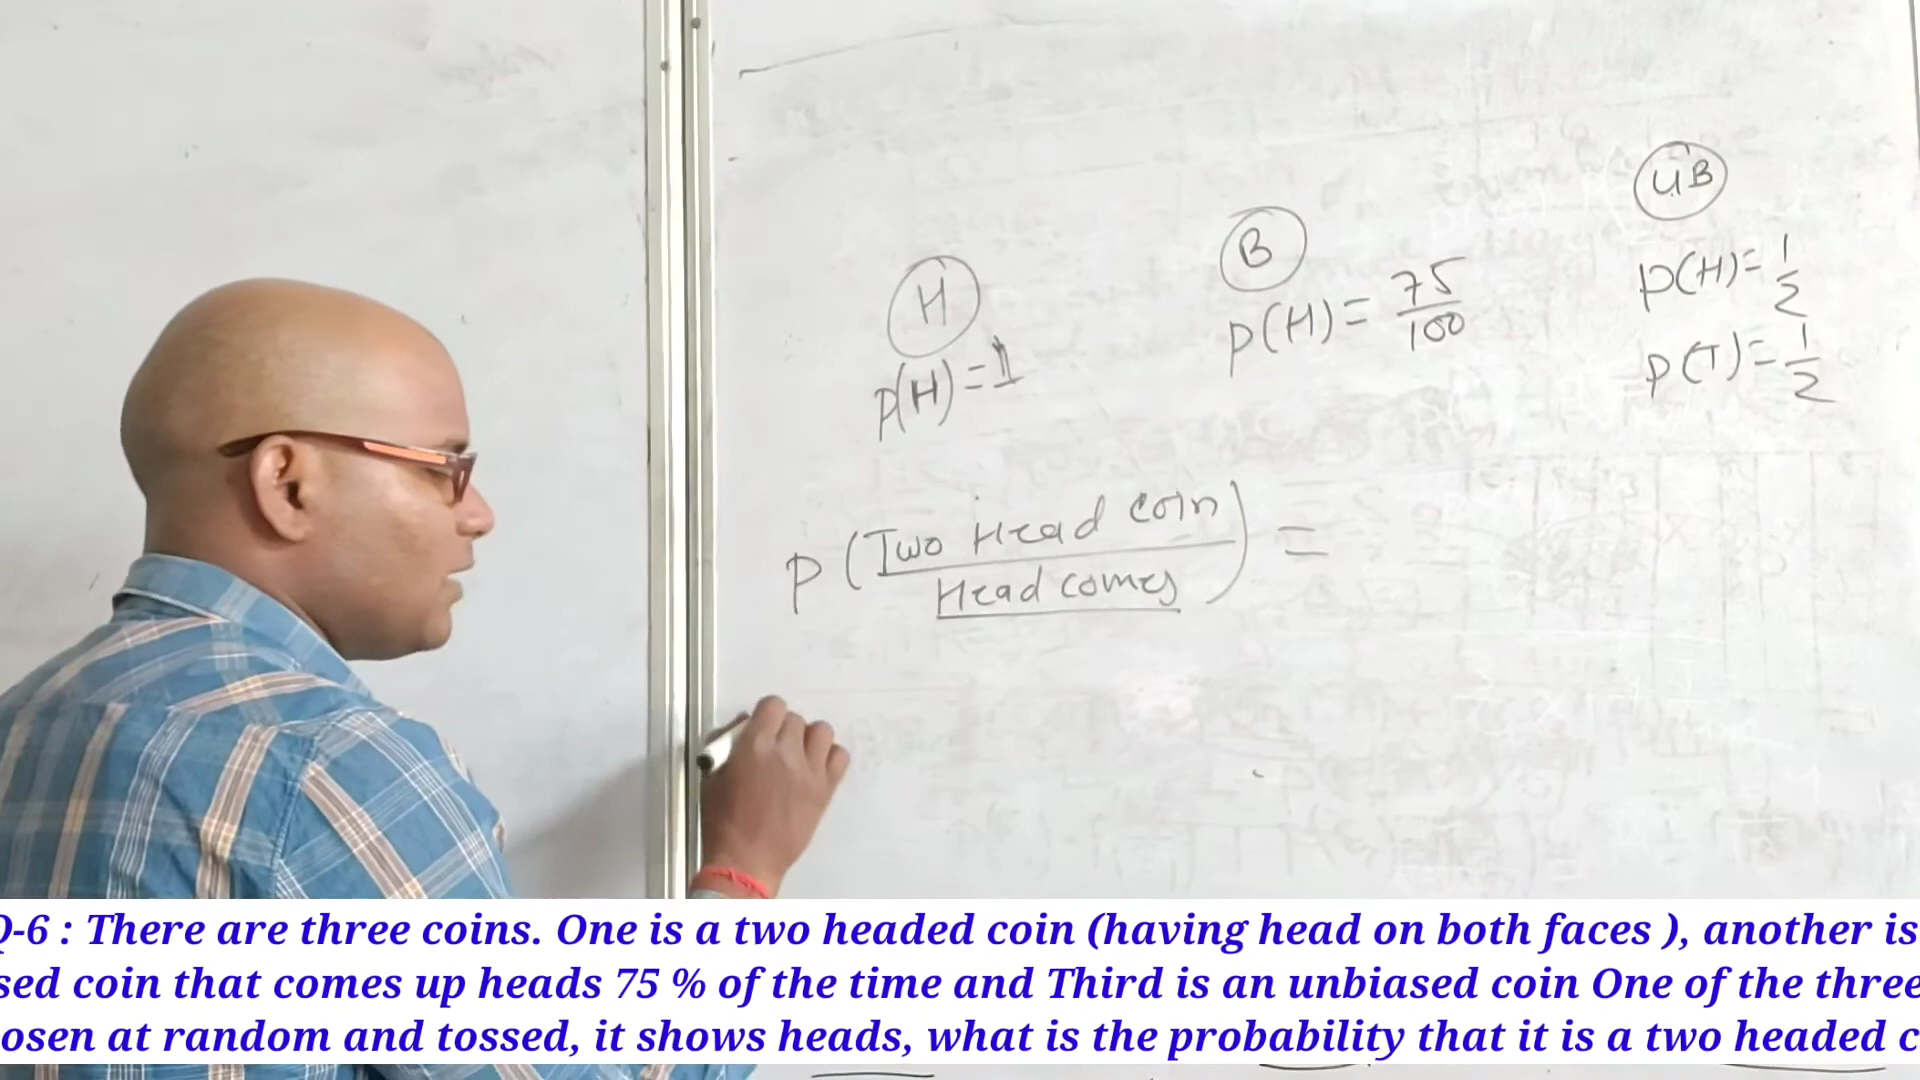 UB
B
H
P(H) = 1/2
P(H) = 75/100
P(T) = 1/2
P(H) = 1
P (Two Head coin / Head comes) =
Q-6 : There are three coins. One is a two headed coin (having head on both faces ), another is
sed coin that comes up heads 75 % of the time and Third is an unbiased coin One of the three
osen at random and tossed, it shows heads, what is the probability that it is a two headed c